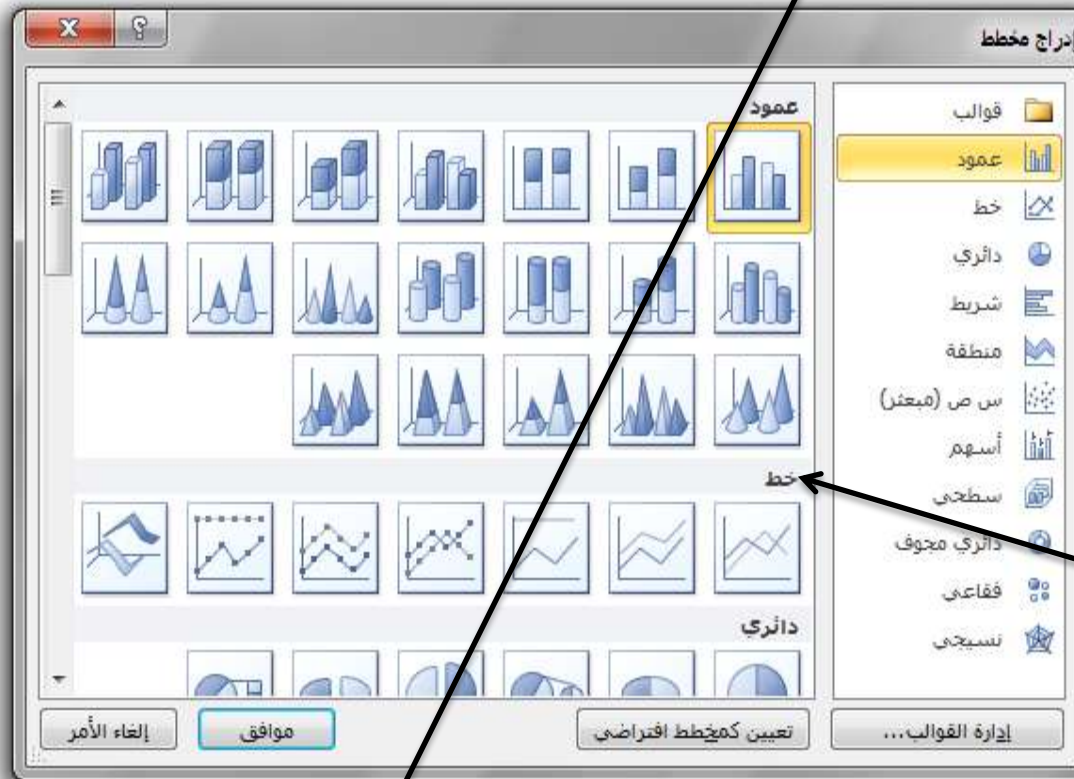 إدراج مخطط
قوالب
عمود
خط
دائري
شريط
منطقة
س ص (مبعثر)
أسهم
سطحي
دائري مجوف
فقاعي
نسيجي
إدارة القوالب...
عمود
خط
دائري
تعيين كمخطط افتراضي
موافق
إلغاء الأمر